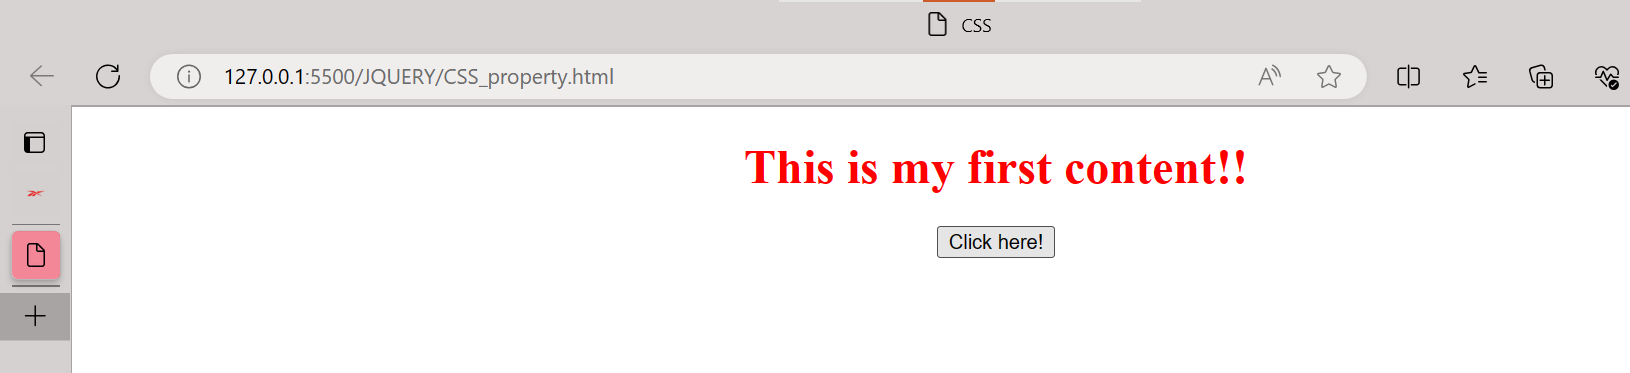 CSS
127.0.0.1:5500/JQUERY/CSS_property.html
This is my first content!!
Click here!